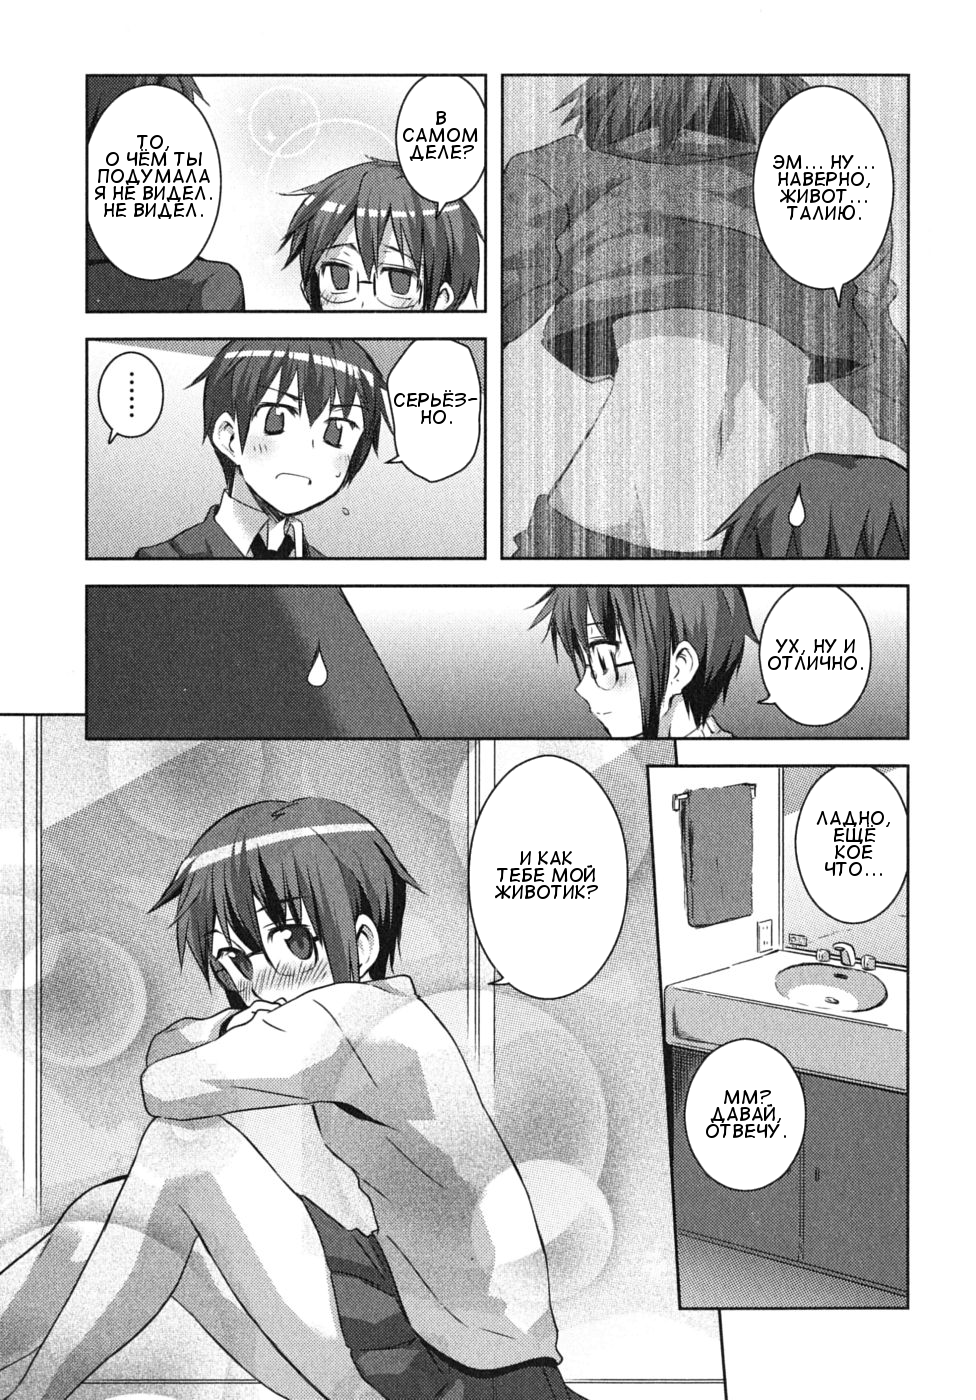 ЭМ... НУ...
НАВЕРНО,
ЖИВОТ...
ТАЛИЮ.
В
САМОМ
ДЕЛЕ?
ТО,
О ЧЁМ ТЫ
ПОДУМАЛА
Я НЕ ВИДЕЛ.
НЕ ВИДЕЛ.
СЕРЬЁЗ-
НО.
......
УХ, НУ И
ОТЛИЧНО.
ЛАДНО,
ЕЩЁ
КОЕ
ЧТО...
ММ?
ДАВАЙ,
ОТВЕЧУ.
И КАК
ТЕБЕ МОЙ
ЖИВОТИК?